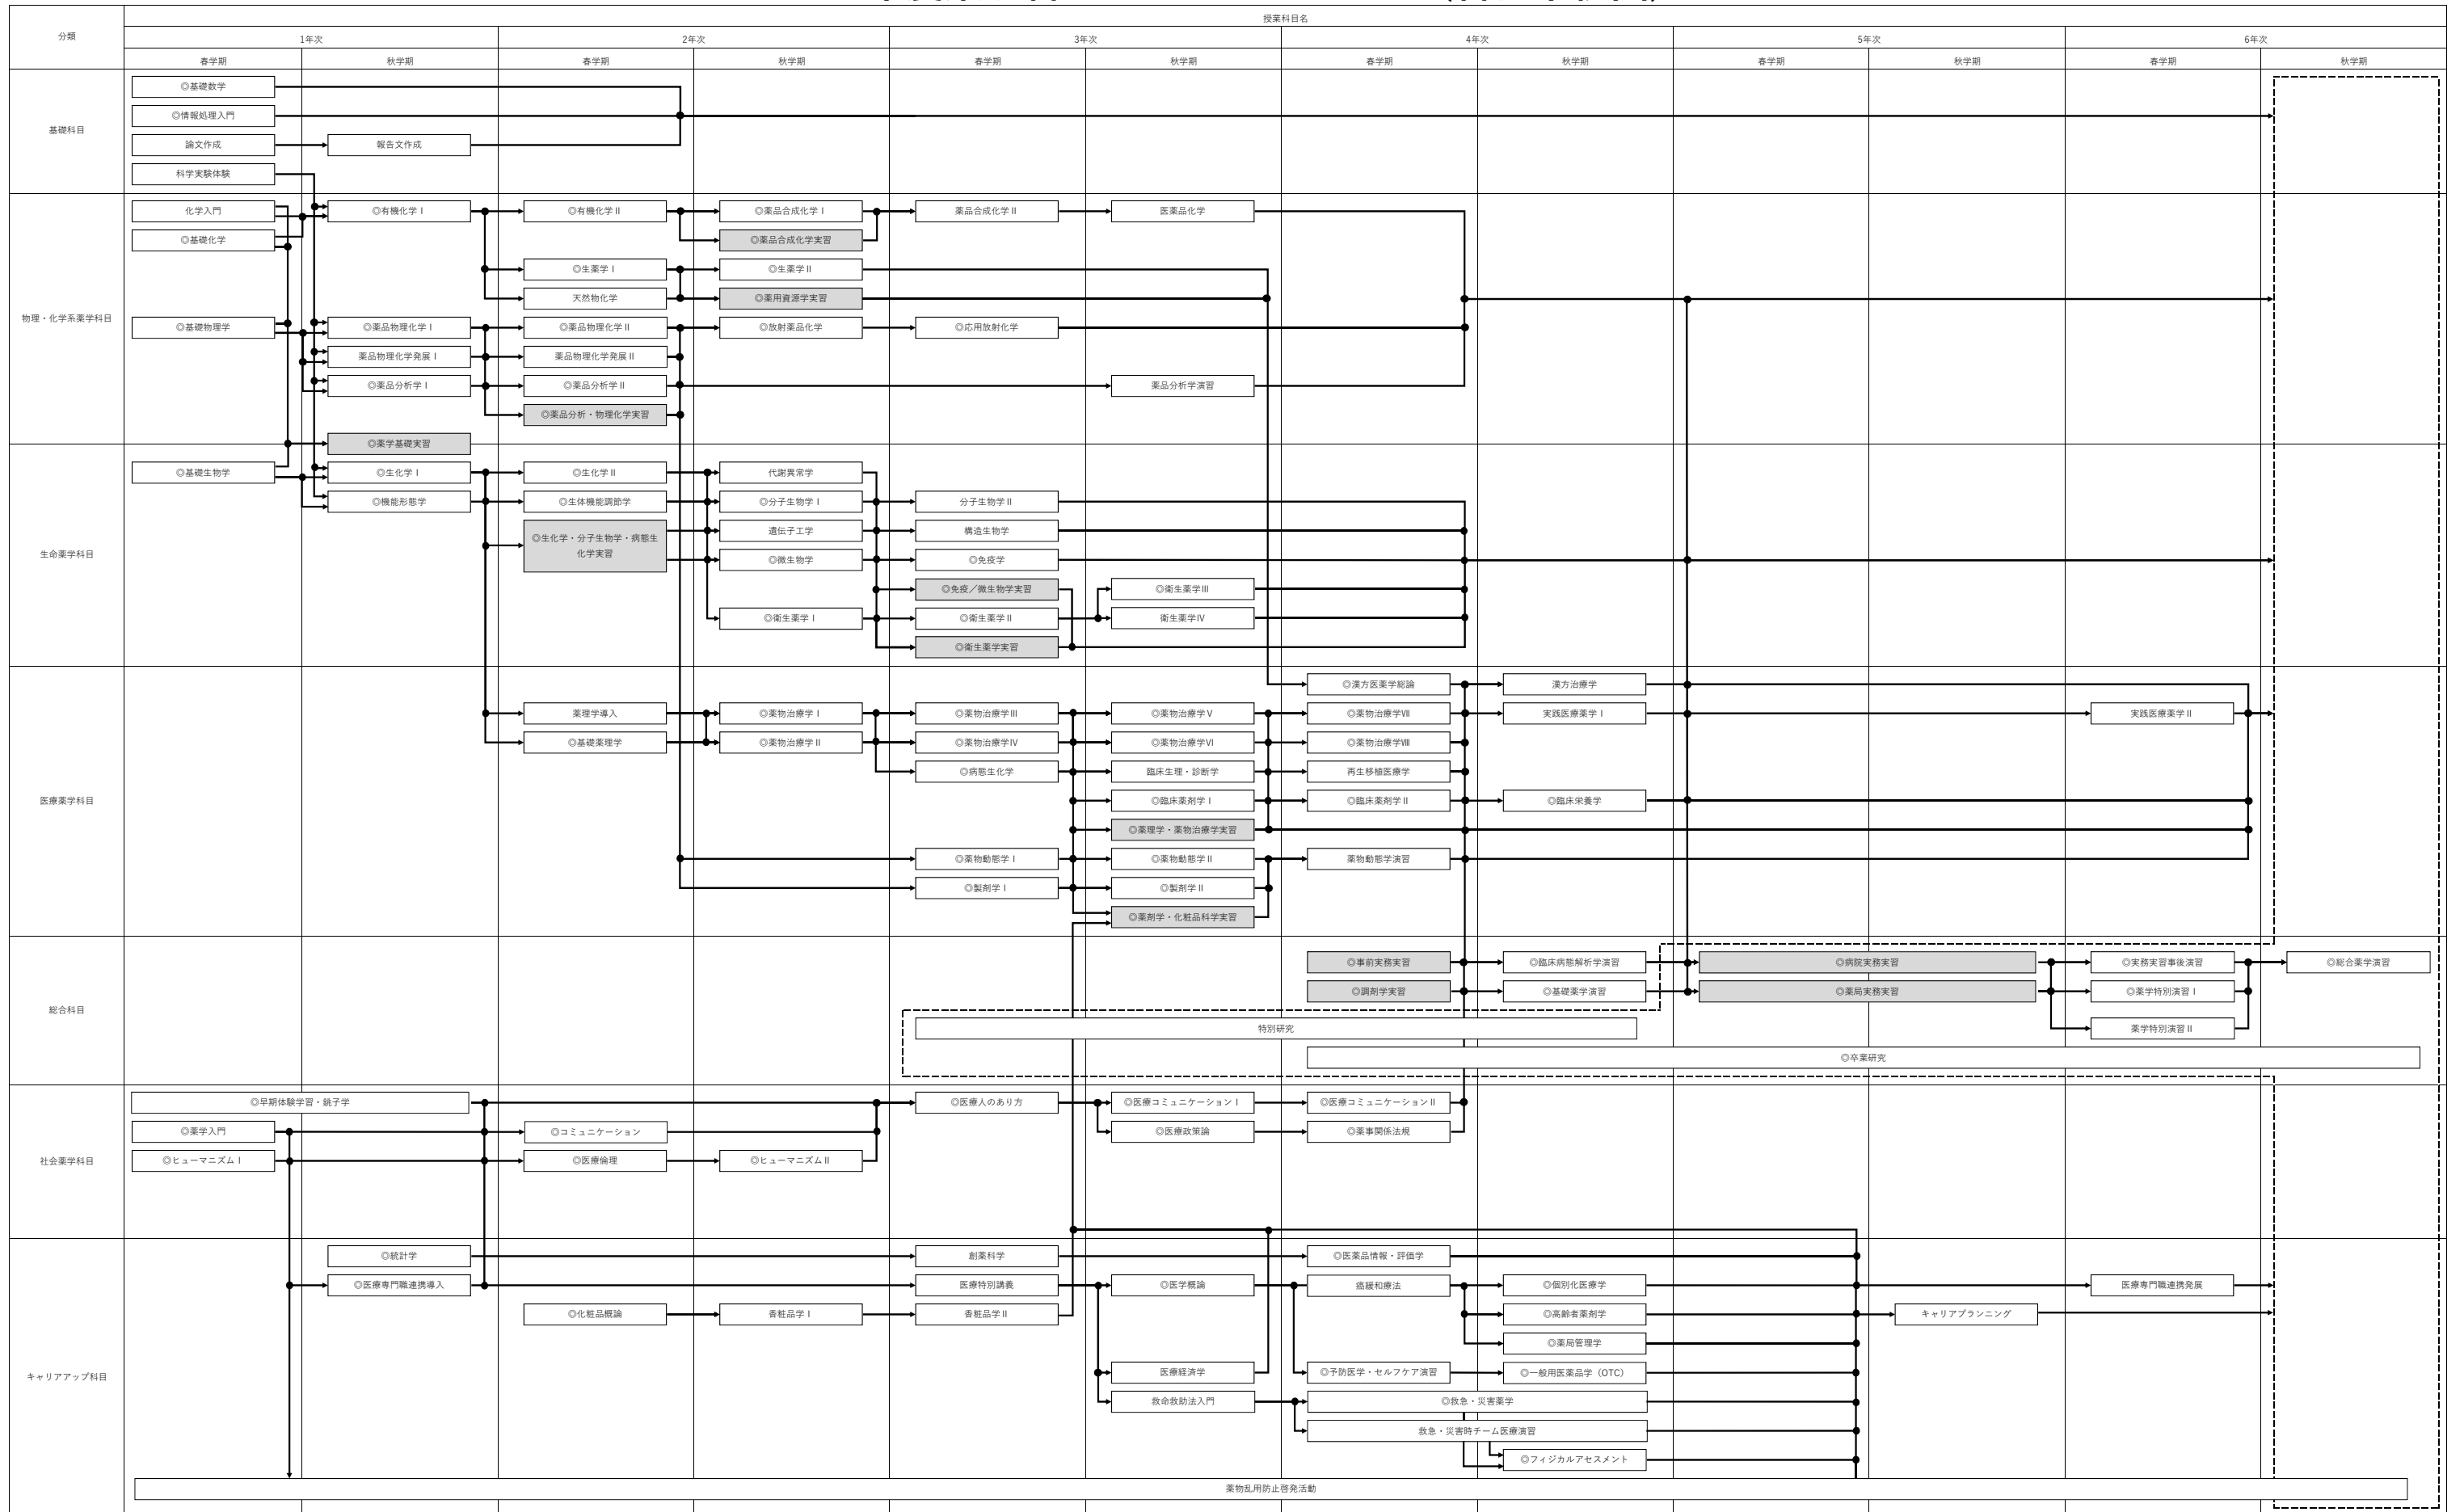 授業科目名
分類
1年次
2年次
3年次
4年次
5年次
6年次
春学期
秋学期
春学期
秋学期
春学期
秋学期
春学期
秋学期
春学期
秋学期
春学期
秋学期
基礎科目
◎基礎数学
◎情報処理入門
論文作成
報告文作成
科学実験体験
物理・化学系薬学科目
化学入門
◎有機化学Ⅰ
◎有機化学Ⅱ
◎薬品合成化学Ⅰ
薬品合成化学Ⅱ
医薬品化学
◎基礎化学
◎薬品合成化学実習
◎生薬学Ⅰ
◎生薬学Ⅱ
天然物化学
◎薬用資源学実習
◎基礎物理学
◎薬品物理化学Ⅰ
◎薬品物理化学Ⅱ
◎放射薬品化学
◎応用放射化学
薬品物理化学発展Ⅰ
薬品物理化学発展Ⅱ
◎薬品分析学Ⅰ
◎薬品分析学Ⅱ
薬品分析学演習
◎薬品分析・物理化学実習
◎薬学基礎実習
生命薬学科目
◎基礎生物学
◎生化学Ⅰ
◎生化学Ⅱ
代謝異常学
◎機能形態学
◎生体機能調節学
◎分子生物学Ⅰ
分子生物学Ⅱ
◎生化学・分子生物学・病態生
化学実習
遺伝子工学
構造生物学
◎微生物学
◎免疫学
◎免疫／微生物学実習
◎衛生薬学Ⅲ
◎衛生薬学Ⅰ
◎衛生薬学Ⅱ
衛生薬学Ⅳ
◎衛生薬学実習
医療薬学科目
◎漢方医薬学総論
漢方治療学
薬理学導入
◎薬物治療学Ⅰ
◎薬物治療学Ⅲ
◎薬物治療学Ⅴ
◎薬物治療学Ⅶ
実践医療薬学Ⅰ
実践医療薬学Ⅱ
◎基礎薬理学
◎薬物治療学Ⅱ
◎薬物治療学Ⅳ
◎薬物治療学Ⅵ
◎薬物治療学Ⅷ
◎病態生化学
臨床生理・診断学
再生移植医療学
◎臨床薬剤学Ⅰ
◎臨床薬剤学Ⅱ
◎臨床栄養学
◎薬理学・薬物治療学実習
◎薬物動態学Ⅰ
◎薬物動態学Ⅱ
薬物動態学演習
◎製剤学Ⅰ
◎製剤学Ⅱ
◎薬剤学・化粧品科学実習
総合科目
◎事前実務実習
◎臨床病態解析学演習
◎病院実務実習
◎実務実習事後演習
◎総合薬学演習
◎調剤学実習
◎基礎薬学演習
◎薬局実務実習
◎薬学特別演習Ⅰ
特別研究
薬学特別演習Ⅱ
◎卒業研究
社会薬学科目
◎早期体験学習・銚子学
◎医療人のあり方
◎医療コミュニケーションⅠ
◎医療コミュニケーションⅡ
◎薬学入門
◎コミュニケーション
◎医療政策論
◎薬事関係法規
◎ヒューマニズムⅠ
◎医療倫理
◎ヒューマニズムⅡ
キャリアアップ科目
◎統計学
創薬科学
◎医薬品情報・評価学
◎医療専門職連携導入
医療特別講義
◎医学概論
癌緩和療法
◎個別化医療学
医療専門職連携発展
◎化粧品概論
香粧品学Ⅰ
香粧品学Ⅱ
◎高齢者薬剤学
キャリアプランニング
◎薬局管理学
医療経済学
◎予防医学・セルフケア演習
◎一般用医薬品学（OTC）
救命救助法入門
◎救急・災害薬学
救急・災害時チーム医療演習
◎フィジカルアセスメント
薬物乱用防止啓発活動